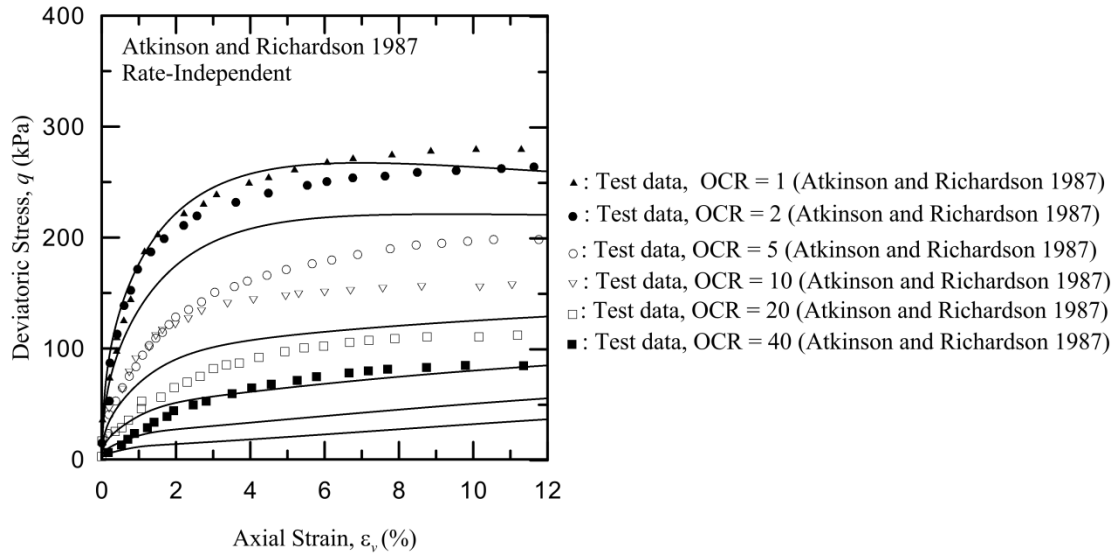 400
300
200
100
0
Deviatoric Stress, q (kPa)
Atkinson and Richardson 1987
Rate-Independent
0 2 4 6 8 10 12
Axial Strain, εv (%)
▲: Test data, OCR = 1 (Atkinson and Richardson 1987)
●: Test data, OCR = 2 (Atkinson and Richardson 1987)
○: Test data, OCR = 5 (Atkinson and Richardson 1987)
▽: Test data, OCR = 10 (Atkinson and Richardson 1987)
□: Test data, OCR = 20 (Atkinson and Richardson 1987)
■: Test data, OCR = 40 (Atkinson and Richardson 1987)